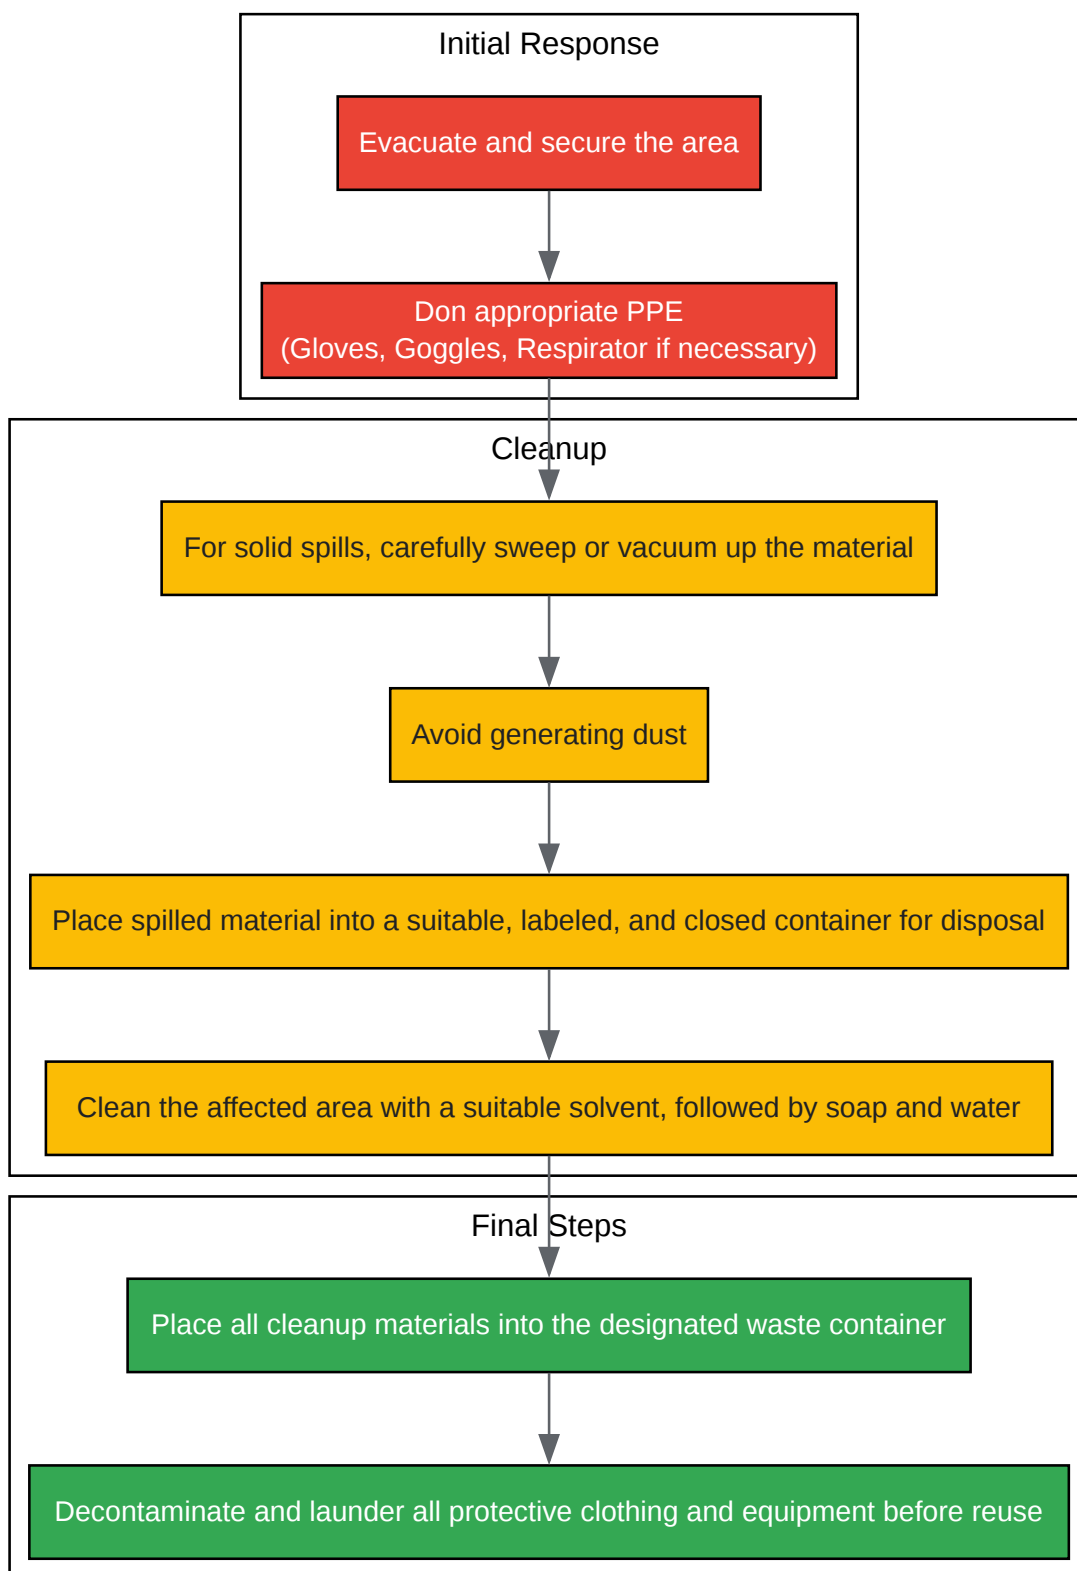 Initial Response
Evacuate and secure the area
Don appropriate PPE
(Gloves, Goggles, Respirator if necessary)
Cleanup
For solid spills, carefully sweep or vacuum up the material
Avoid generating dust
Place spilled material into a suitable, labeled, and closed container for disposal
Clean the affected area with a suitable solvent, followed by soap and water
Final Steps
Place all cleanup materials into the designated waste container
Decontaminate and launder all protective clothing and equipment before reuse